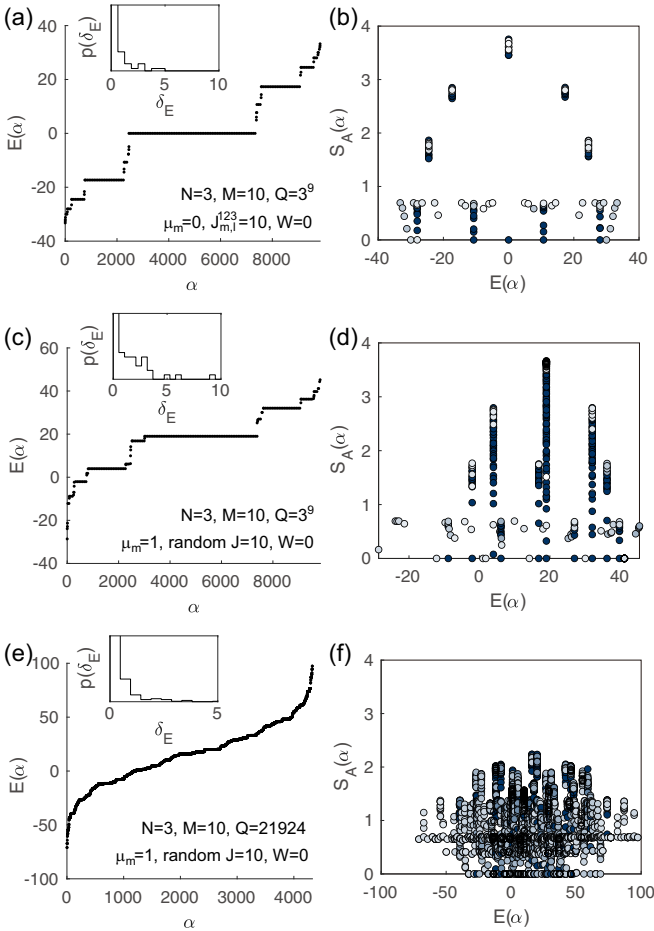 (a)
p(δ_E)
0 5 10
δ_E
40
20
0
-20
-40
E(α)
N=3, M=10, Q=3^9
μ_m=0, J_{m,l}^{123}=10, W=0
0 2000 4000 6000 8000
α
(b)
4
3
2
1
0
S_A(α)
-40 -20 0 20 40
E(α)
(c)
p(δ_E)
0 5 10
δ_E
60
40
20
0
-20
-40
E(α)
N=3, M=10, Q=3^9
μ_m=1, random J=10, W=0
0 2000 4000 6000 8000
α
(d)
4
3
2
1
0
S_A(α)
-20 0 20 40
E(α)
(e)
p(δ_E)
0 5
δ_E
100
50
0
-50
-100
E(α)
N=3, M=10, Q=21924
μ_m=1, random J=10, W=0
0 1000 2000 3000 4000
α
(f)
4
3
2
1
0
S_A(α)
-100 -50 0 50 100
E(α)